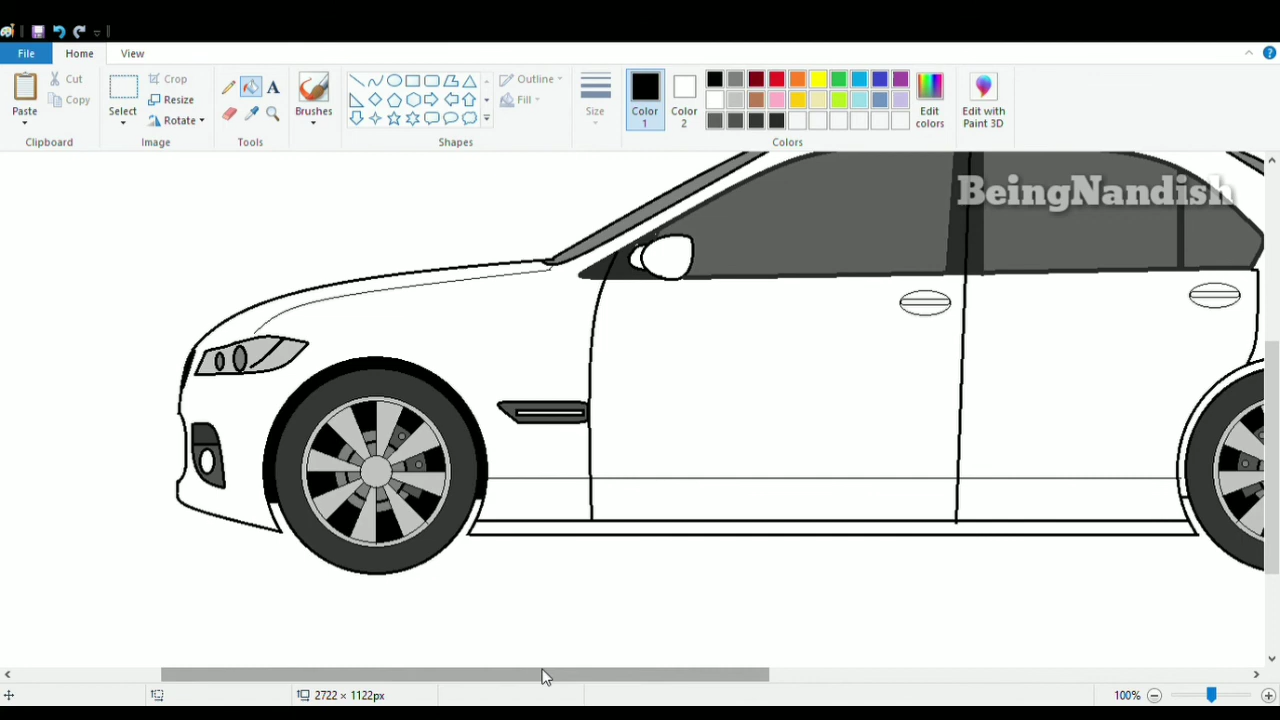 File Home View
Paste
Cut
Copy
Clipboard
Select
Crop
Resize
Rotate
Image
A
Tools
Brushes
Outline
Fill
Shapes
Size
Color
1
Color
2
Edit
colors
Colors
Edit with
Paint 3D
BeingNandish
2722 × 1122px
100%